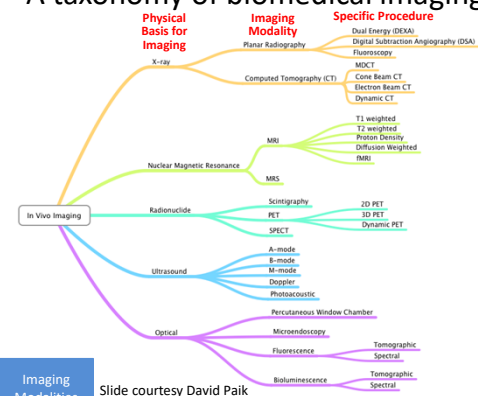 A taxonomy of biomedical imaging
Physical
Basis for
Imaging
Imaging
Modality
Specific Procedure
In Vivo Imaging
X-ray
Planar Radiography
Dual Energy (DEXA)
Digital Subtraction Angiography (DSA)
Fluoroscopy
Computed Tomography (CT)
MDCT
Cone Beam CT
Electron Beam CT
Dynamic CT
Nuclear Magnetic Resonance
MRI
T1 weighted
T2 weighted
Proton Density
Diffusion Weighted
fMRI
MRS
Radionuclide
Scintigraphy
PET
2D PET
3D PET
Dynamic PET
SPECT
Ultrasound
A-mode
B-mode
M-mode
Doppler
Photoacoustic
Optical
Percutaneous Window Chamber
Microendoscopy
Fluorescence
Tomographic
Spectral
Bioluminescence
Tomographic
Spectral
Imaging
Modalities
Slide courtesy David Paik